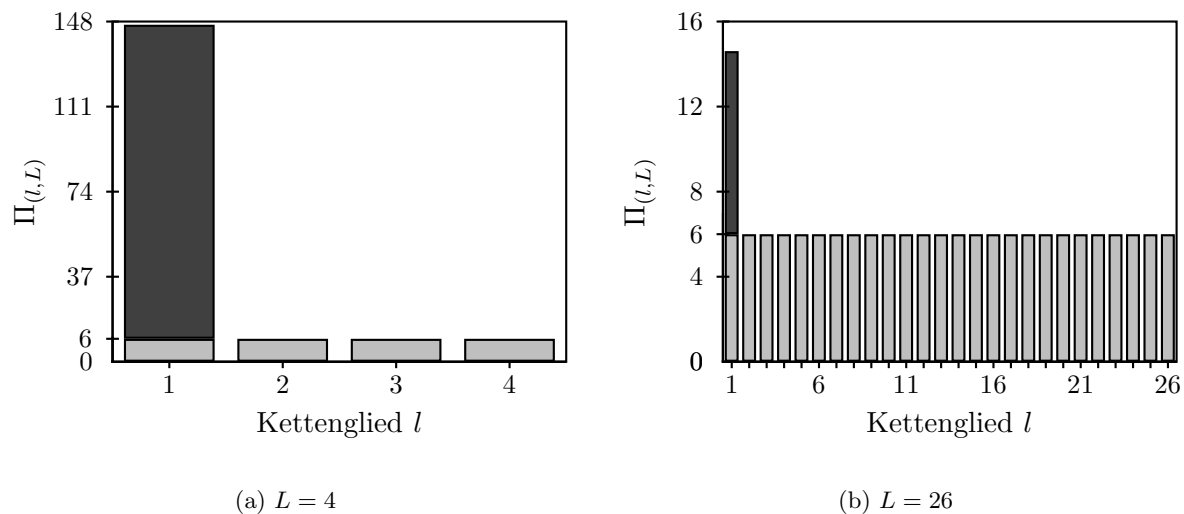 148
111
74
37
6
0
Π(l,L)
1 2 3 4
Kettenglied l
(a) L = 4
16
12
8
6
4
0
Π(l,L)
1 6 11 16 21 26
Kettenglied l
(b) L = 26